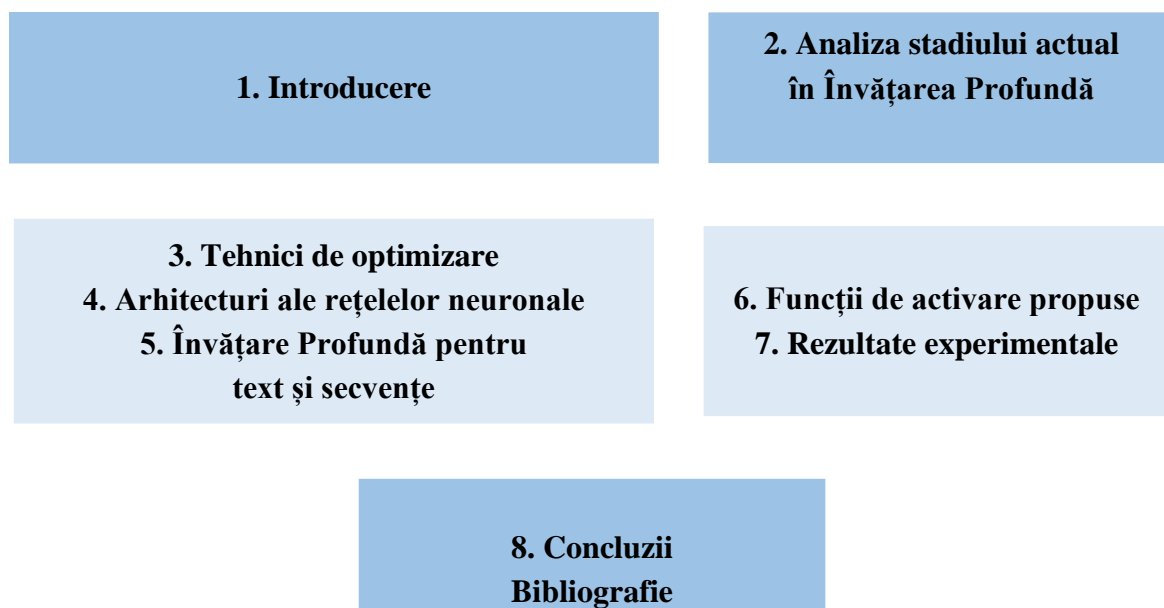 1. Introducere
2. Analiza stadiului actual
în Învățarea Profundă
3. Tehnici de optimizare
4. Arhitecturi ale rețelelor neuronale
5. Învățare Profundă pentru
text și secvențe
6. Funcții de activare propuse
7. Rezultate experimentale
8. Concluzii
Bibliografie